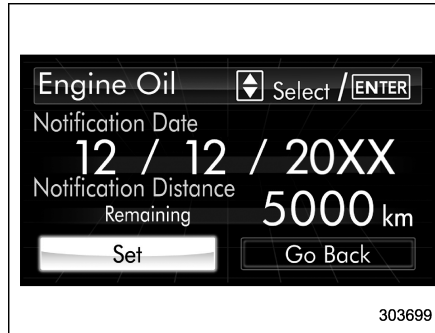 Engine Oil Select / ENTER
Notification Date
12 / 12 / 20XX
Notification Distance
Remaining 5000 km
Set Go Back
303699